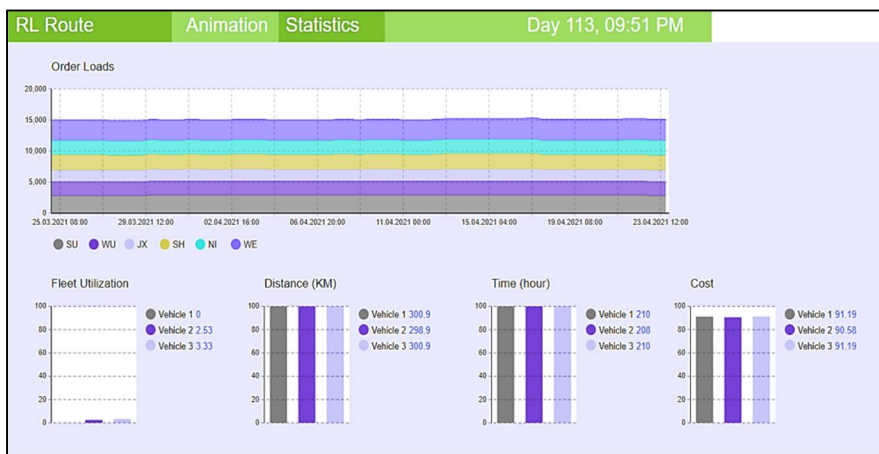 RL Route Animation Statistics Day 113, 09:51 PM
Order Loads
20,000
15,000
10,000
5,000
0
25.03.2021 08:00 29.03.2021 12:00 02.04.2021 16:00 06.04.2021 20:00 11.04.2021 00:00 15.04.2021 04:00 19.04.2021 08:00 23.04.2021 12:00
SU WU JX SH NI WE
Fleet Utilization Distance (KM) Time (hour) Cost
100 Vehicle 1 0 100 Vehicle 1 300.9 100 Vehicle 1 210 100 Vehicle 1 91.19
80 Vehicle 2 2.53 80 Vehicle 2 298.9 80 Vehicle 2 208 80 Vehicle 2 90.58
60 Vehicle 3 3.33 60 Vehicle 3 300.9 60 Vehicle 3 210 60 Vehicle 3 91.19
40 40 40 40
20 20 20 20
0 0 0 0